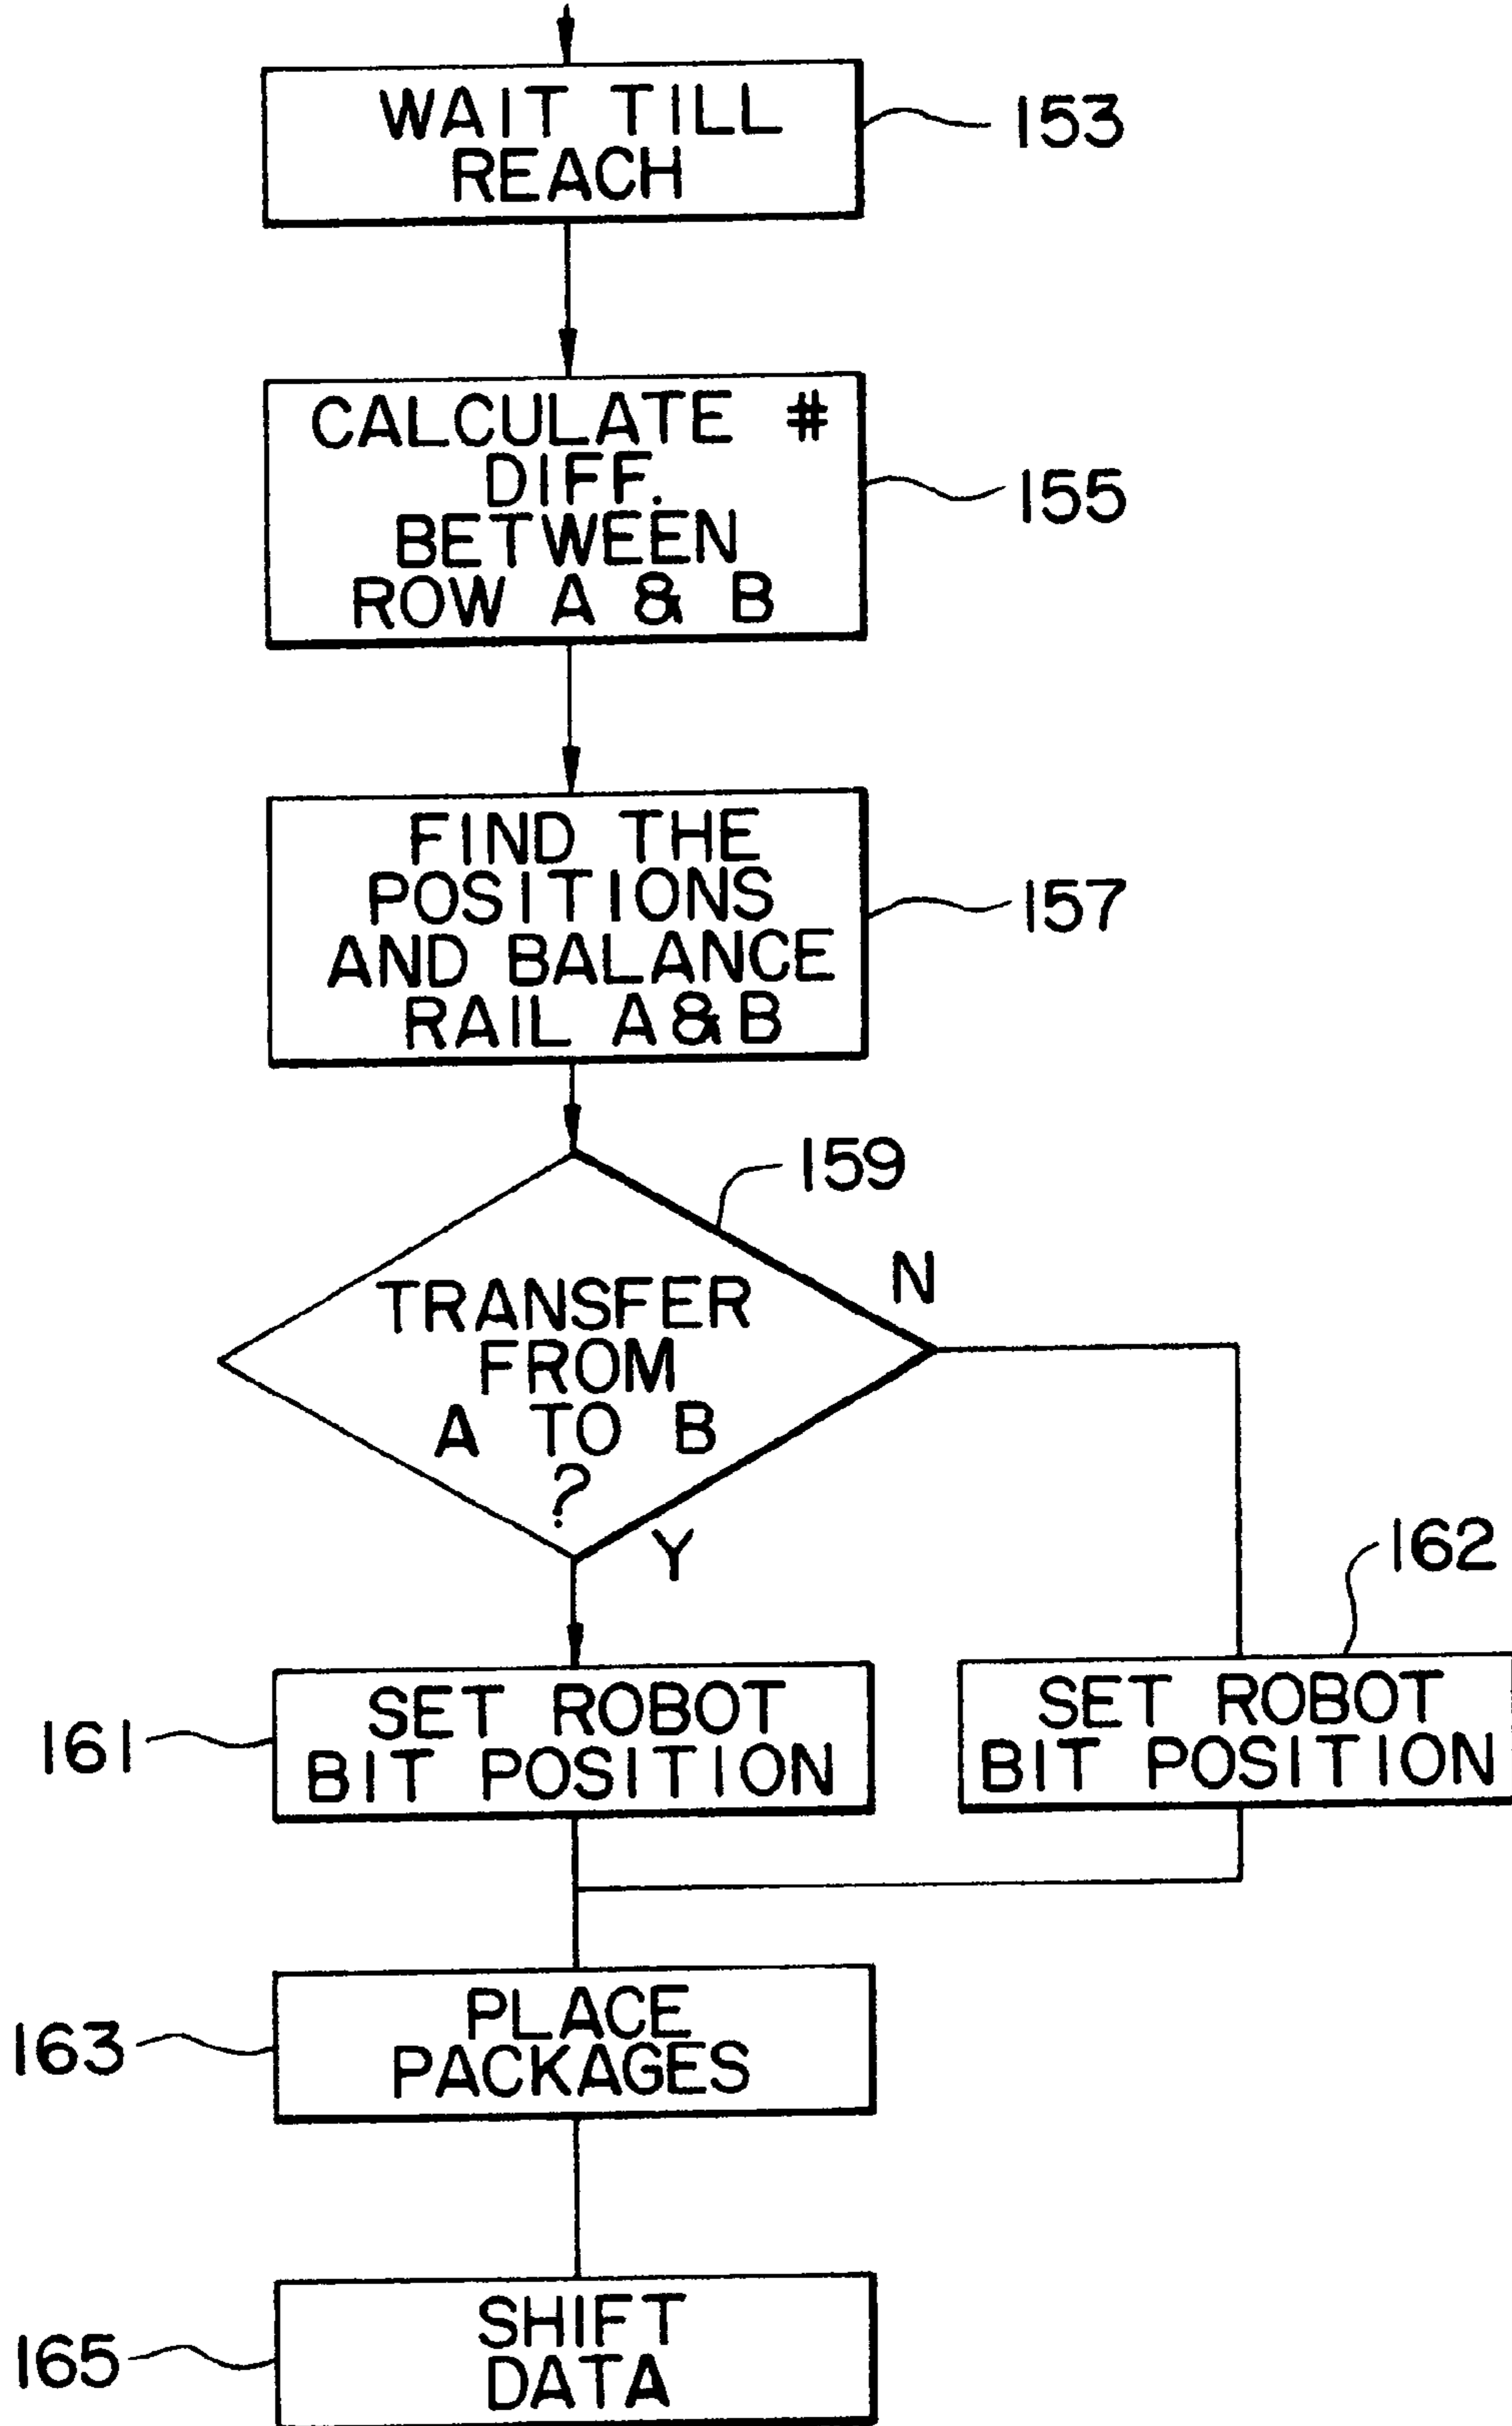 WAIT TILL
REACH
153
CALCULATE #
DIFF.
BETWEEN
ROW A & B
155
FIND THE
POSITIONS
AND BALANCE
RAIL A & B
157
159
TRANSFER
FROM
A TO B
?
N
Y
162
161
SET ROBOT
BIT POSITION
SET ROBOT
BIT POSITION
163
PLACE
PACKAGES
165
SHIFT
DATA